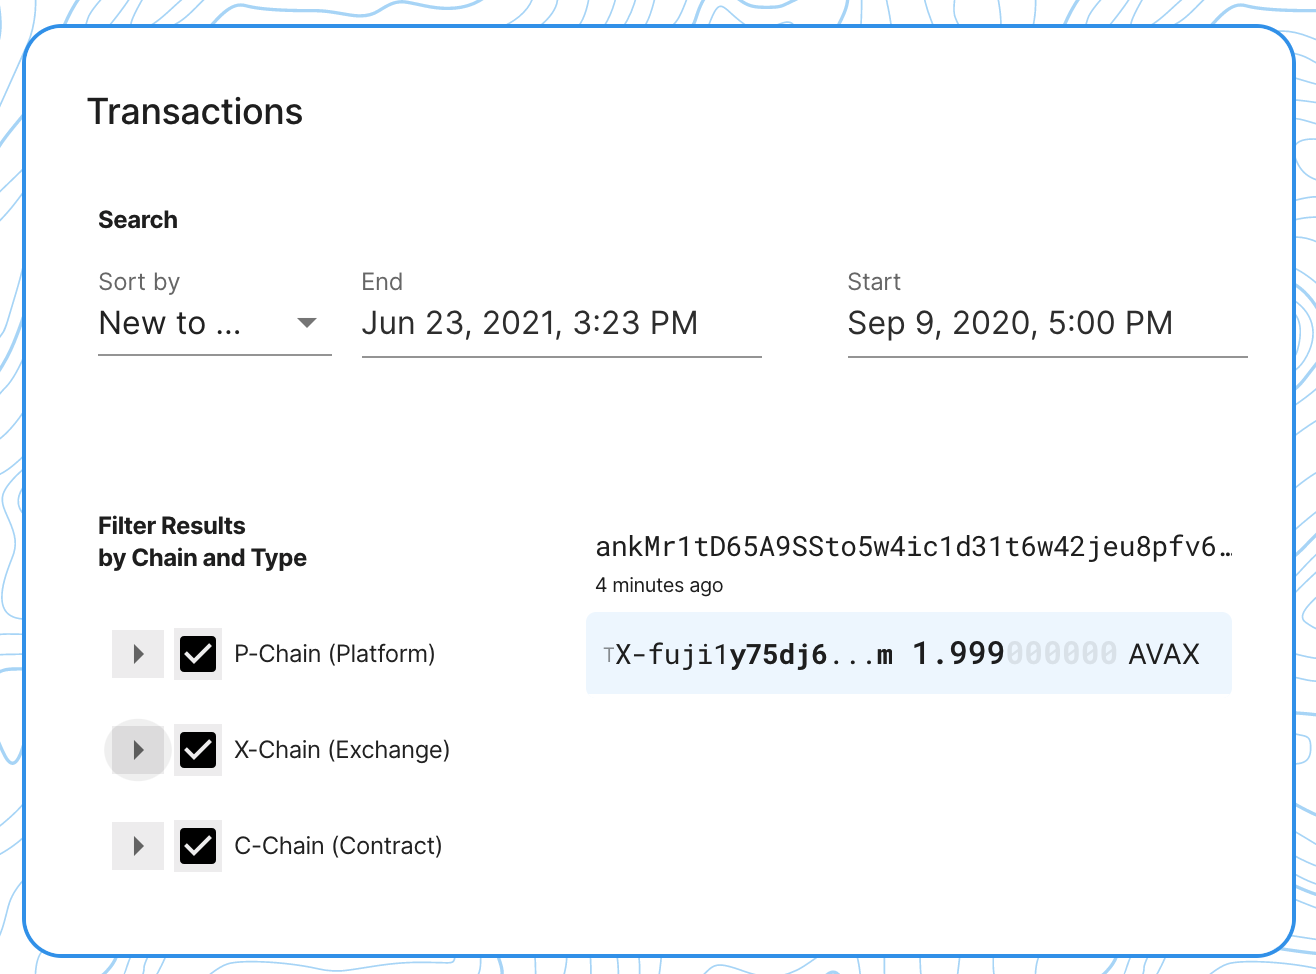 Transactions
Search
Sort by
New to ...
End
Jun 23, 2021, 3:23 PM
Start
Sep 9, 2020, 5:00 PM
Filter Results
by Chain and Type
P-Chain (Platform)
X-Chain (Exchange)
C-Chain (Contract)
ankMr1tD65A9SSto5w4ic1d31t6w42jeu8pfv6…
4 minutes ago
TX-fuji1y75dj6...m 1.999000000 AVAX